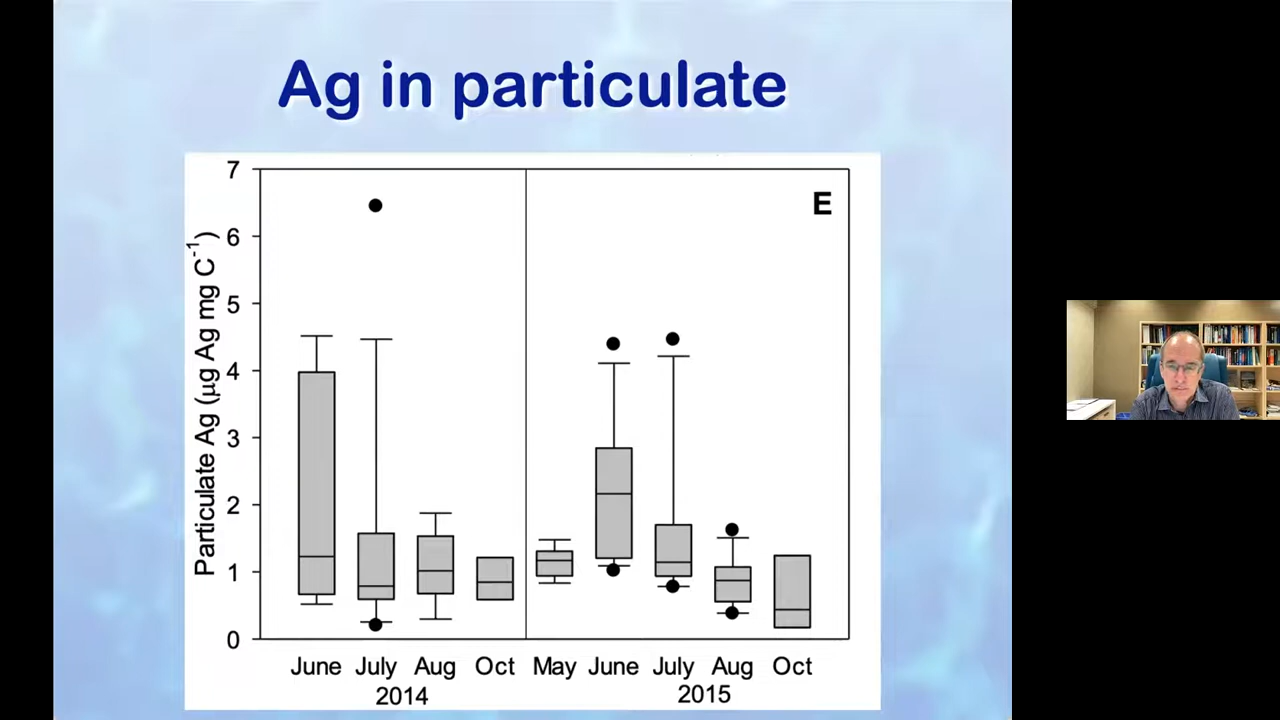 Ag in particulate
Particulate Ag (µg Ag mg C⁻¹)
7
6
5
4
3
2
1
0
E
June July Aug Oct May June July Aug Oct
2014 2015